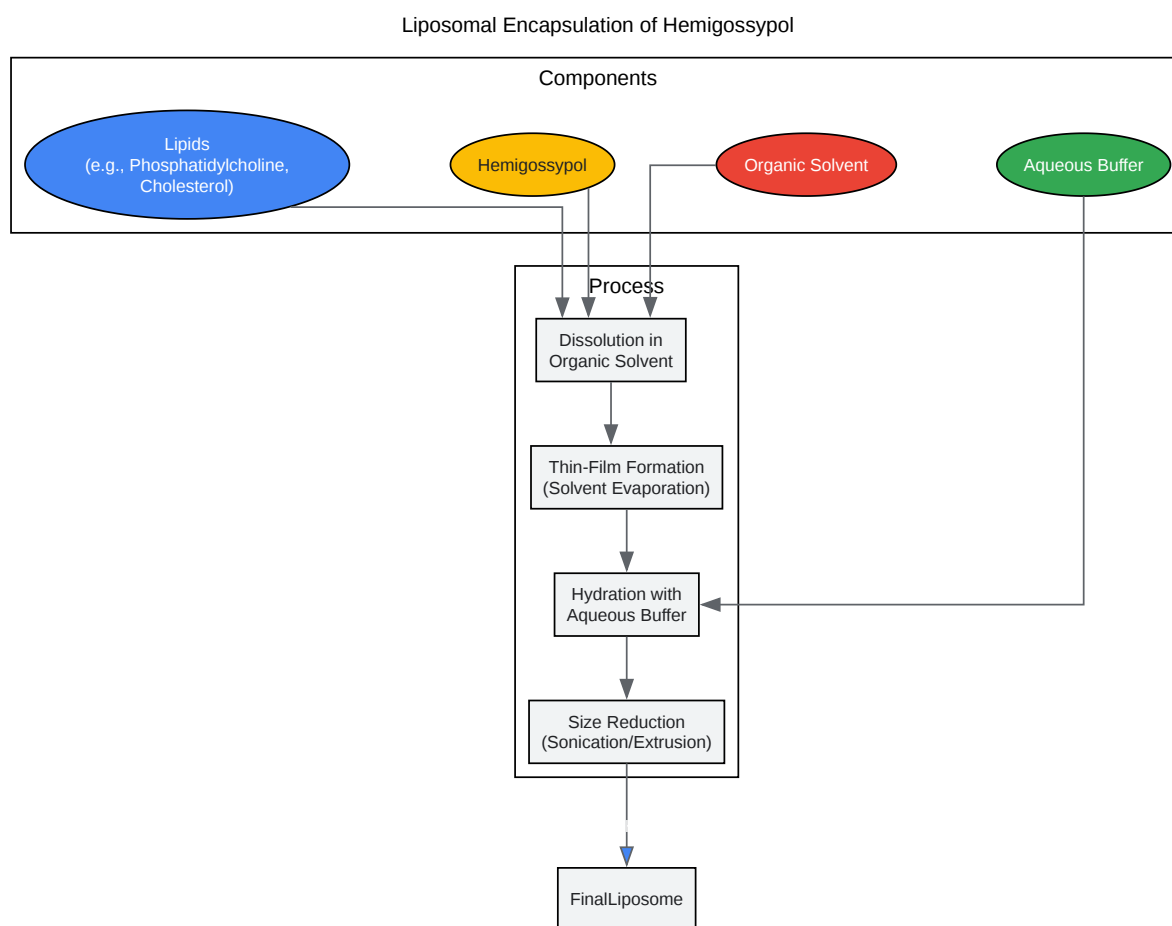 Liposomal Encapsulation of Hemigossypol
Components
Lipids
(e.g., Phosphatidylcholine,
Cholesterol)
Hemigossypol
Organic Solvent
Aqueous Buffer
Process
Dissolution in
Organic Solvent
Thin-Film Formation
(Solvent Evaporation)
Hydration with
Aqueous Buffer
Size Reduction
(Sonication/Extrusion)
FinalLiposome